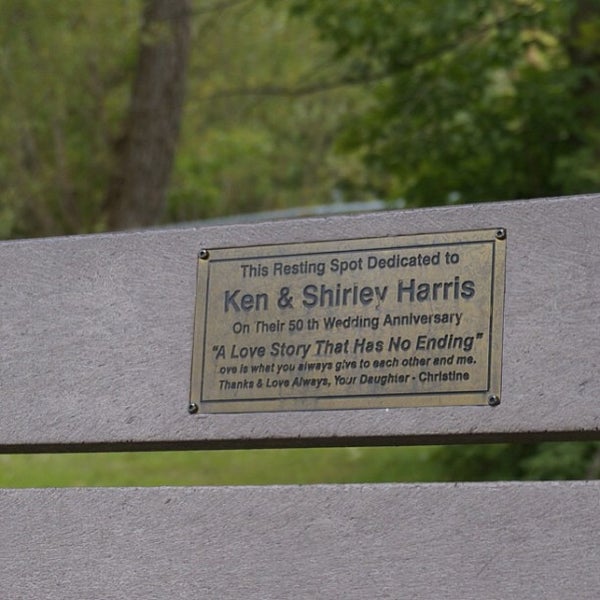 This Resting Spot Dedicated to
Ken & Shirley Harris
On Their 50 th Wedding Anniversary
"A Love Story That Has No Ending"
ove is what you always give to each other and me.
Thanks & Love Always, Your Daughter - Christine